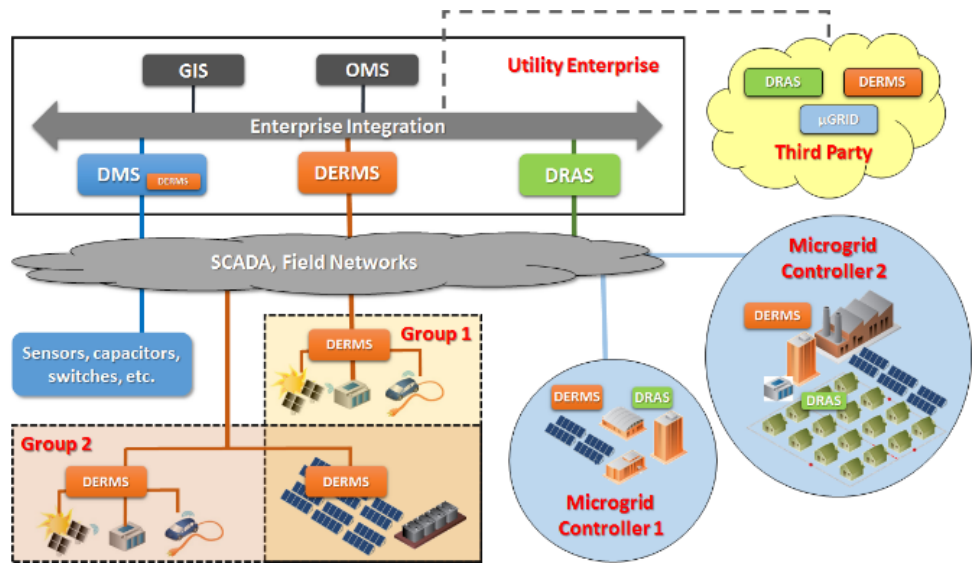 GIS
OMS
Utility Enterprise
Enterprise Integration
DMS
DERMS
DERMS
DRAS
DRAS
DERMS
µGRID
Third Party
SCADA, Field Networks
Sensors, capacitors,
switches, etc.
Group 1
DERMS
Group 2
DERMS
DERMS
DERMS
DRAS
Microgrid
Controller 1
Microgrid
Controller 2
DERMS
DRAS